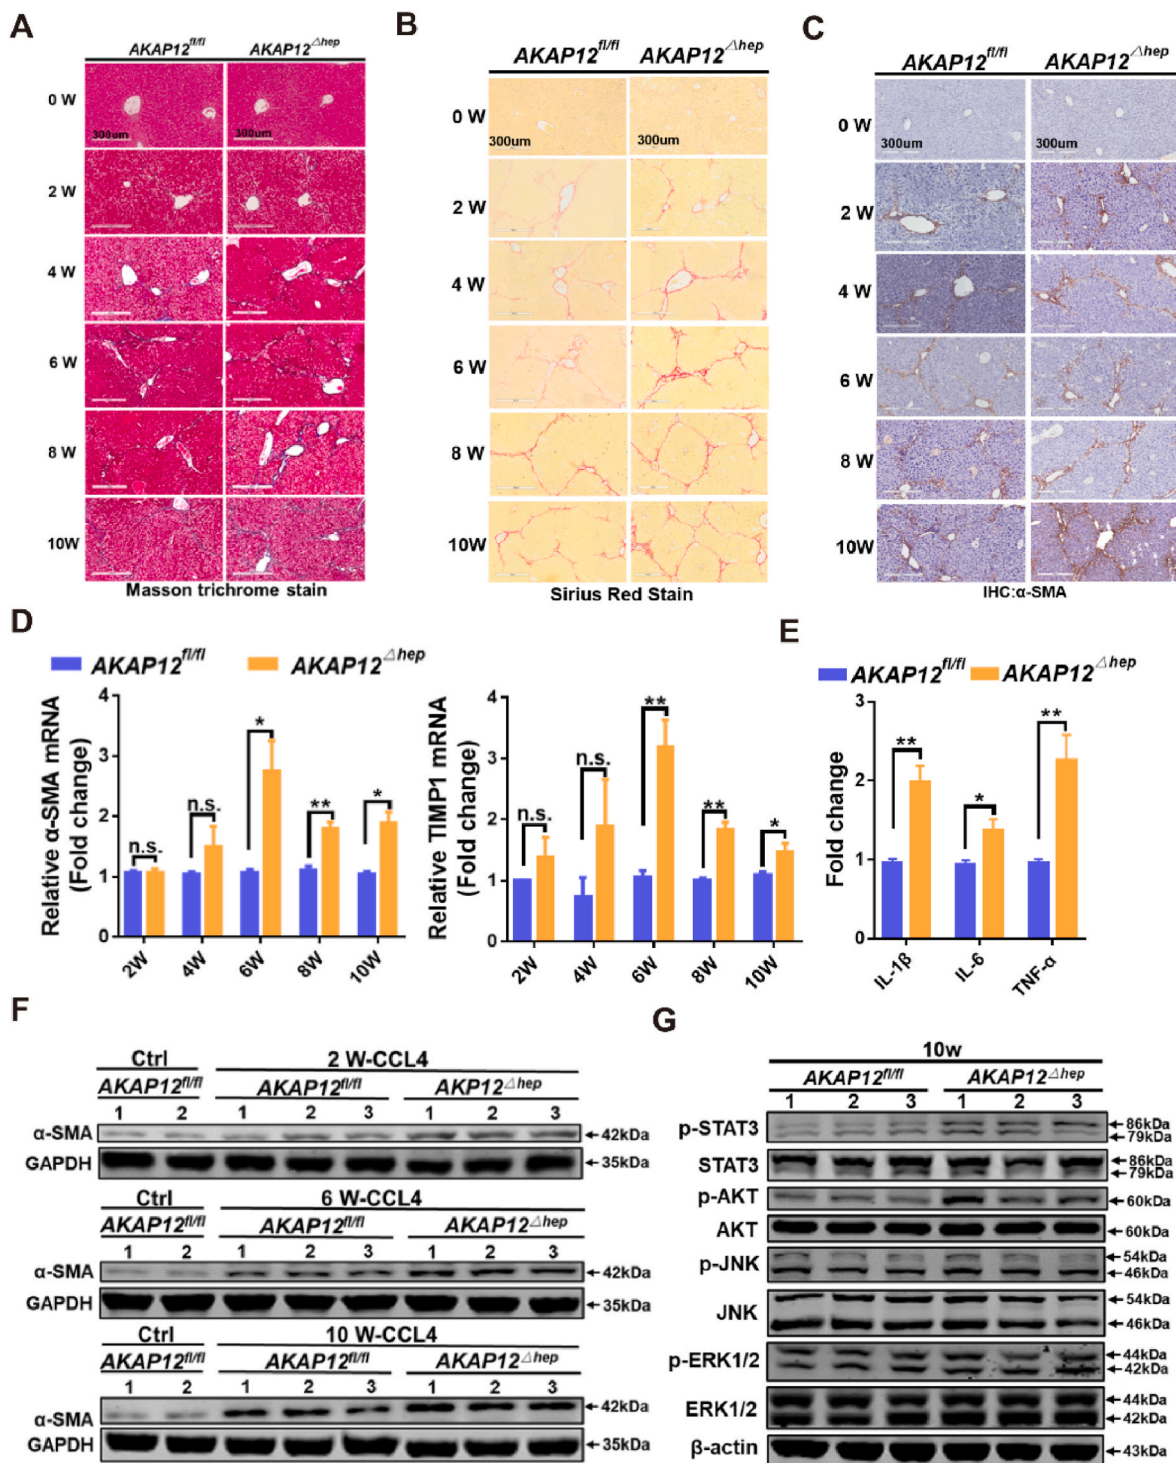 A
AKAP12fl/fl AKAP12△hep
0 W
300um 300um
2 W
4 W
6 W
8 W
10W
Masson trichrome stain
B
AKAP12fl/fl AKAP12△hep
0 W
300um 300um
2 W
4 W
6 W
8 W
10W
Sirius Red Stain
C
AKAP12fl/fl AKAP12△hep
0 W
300um 300um
2 W
4 W
6 W
8 W
10W
IHC:α-SMA
D
AKAP12fl/fl AKAP12△hep
Relative α-SMA mRNA
(Fold change)
4
3
2
1
0
n.s. n.s. * ** *
2W 4W 6W 8W 10W
Relative TIMP1 mRNA
(Fold change)
4
3
2
1
0
n.s. n.s. ** ** *
2W 4W 6W 8W 10W
E
AKAP12fl/fl AKAP12△hep
Fold change
3
2
1
0
** * **
IL-1β IL-6 TNF-α
F
Ctrl 2 W-CCL4
AKAP12fl/fl AKAP12fl/fl AKP12△hep
1 2 1 2 3 1 2 3
α-SMA ←42kDa
GAPDH ←35kDa
Ctrl 6 W-CCL4
AKAP12fl/fl AKAP12fl/fl AKAP12△hep
1 2 1 2 3 1 2 3
α-SMA ←42kDa
GAPDH ←35kDa
Ctrl 10 W-CCL4
AKAP12fl/fl AKAP12fl/fl AKAP12△hep
1 2 1 2 3 1 2 3
α-SMA ←42kDa
GAPDH ←35kDa
G
10w
AKAP12fl/fl AKAP12△hep
1 2 3 1 2 3
p-STAT3 ←86kDa
←79kDa
STAT3 ←86kDa
←79kDa
p-AKT ←60kDa
AKT ←60kDa
p-JNK ←54kDa
←46kDa
JNK ←54kDa
←46kDa
p-ERK1/2 ←44kDa
←42kDa
ERK1/2 ←44kDa
←42kDa
β-actin ←43kDa